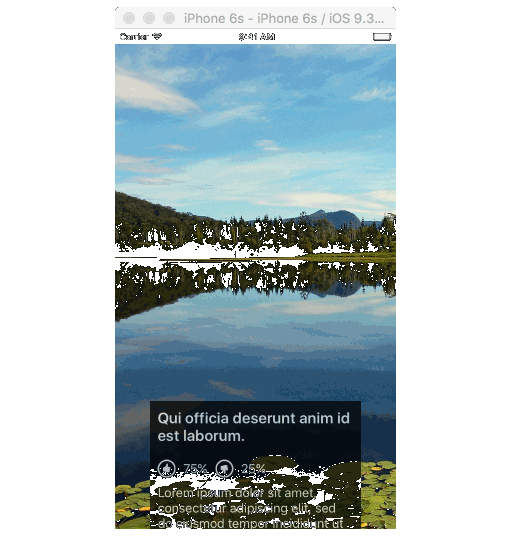 iPhone 6s - iPhone 6s / iOS 9.3...
Carrier 9:41 AM
Qui officia deserunt anim id
est laborum.
75% 25%
Lorem ipsum dolor sit amet,
consectetur adipiscing elit, sed
do eiusmod tempor incididunt ut